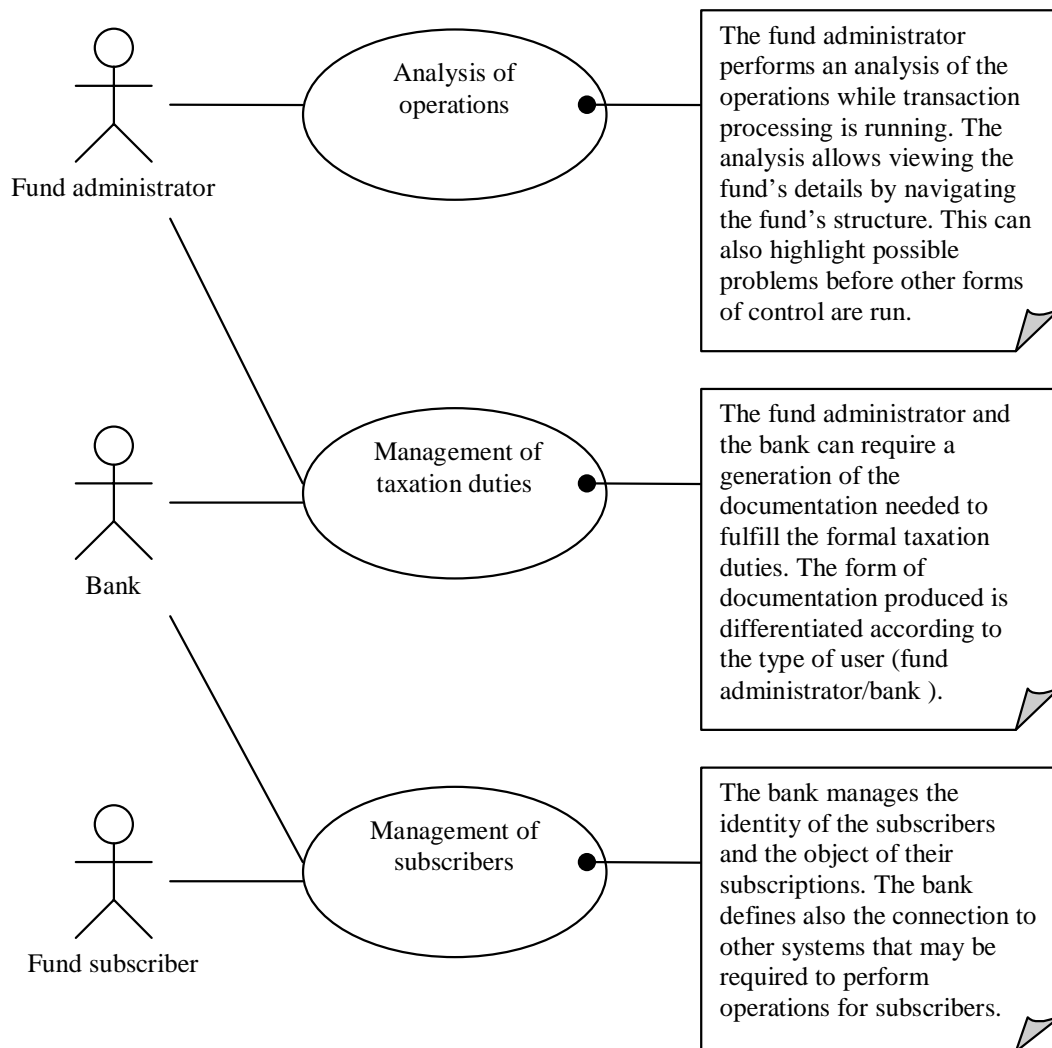 Analysis of
operations
The fund administrator
performs an analysis of the
operations while transaction
processing is running. The
analysis allows viewing the
fund’s details by navigating
the fund’s structure. This can
also highlight possible
problems before other forms
of control are run.
Fund administrator
Management of
taxation duties
The fund administrator and
the bank can require a
generation of the
documentation needed to
fulfill the formal taxation
duties. The form of
documentation produced is
differentiated according to
the type of user (fund
administrator/bank ).
Bank
Management of
subscribers
The bank manages the
identity of the subscribers
and the object of their
subscriptions. The bank
defines also the connection to
other systems that may be
required to perform
operations for subscribers.
Fund subscriber